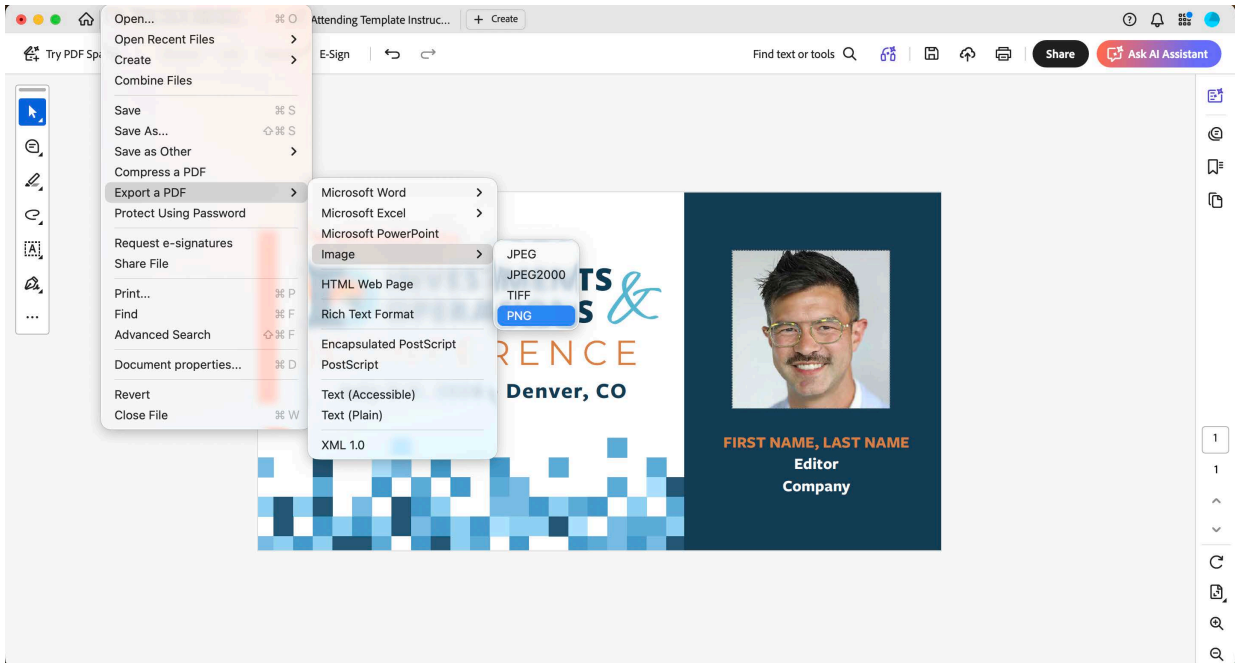 Attending Template Instruc...
+ Create
Try PDF Spa
E-Sign
Find text or tools
Share
Ask AI Assistant
Open... ⌘ O
Open Recent Files >
Create >
Combine Files
Save ⌘ S
Save As... ⇧⌘ S
Save as Other >
Compress a PDF
Export a PDF >
Protect Using Password
Request e-signatures
Share File
Print... ⌘ P
Find ⌘ F
Advanced Search ⇧⌘ F
Document properties... ⌘ D
Revert
Close File ⌘ W
Microsoft Word >
Microsoft Excel >
Microsoft PowerPoint
Image >
HTML Web Page
Rich Text Format
Encapsulated PostScript
PostScript
Text (Accessible)
Text (Plain)
XML 1.0
JPEG
JPEG2000
TIFF
PNG
TS &
S
RENCE
Denver, CO
FIRST NAME, LAST NAME
Editor
Company
1
1